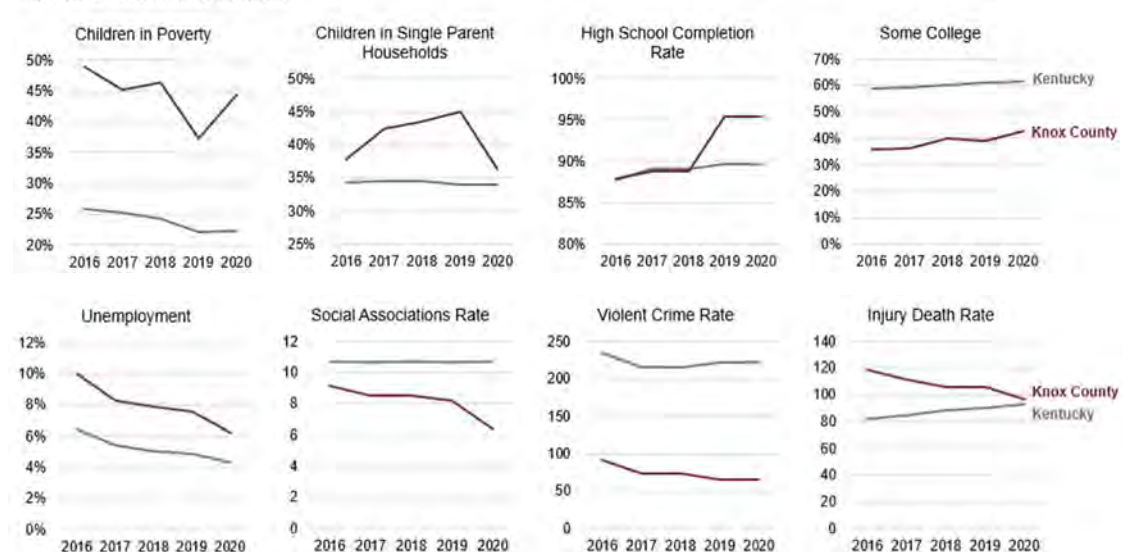 Children in Poverty
50%
45%
40%
35%
30%
25%
20%
2016 2017 2018 2019 2020
Children in Single Parent
Households
50%
45%
40%
35%
30%
25%
2016 2017 2018 2019 2020
High School Completion
Rate
100%
95%
90%
85%
80%
2016 2017 2018 2019 2020
Some College
70%
60%
50%
40%
30%
20%
10%
0%
Kentucky
Knox County
2016 2017 2018 2019 2020
Unemployment
12%
10%
8%
6%
4%
2%
0%
2016 2017 2018 2019 2020
Social Associations Rate
12
10
8
6
4
2
0
2016 2017 2018 2019 2020
Violent Crime Rate
250
200
150
100
50
0
2016 2017 2018 2019 2020
Injury Death Rate
140
120
100
80
60
40
20
0
Knox County
Kentucky
2016 2017 2018 2019 2020